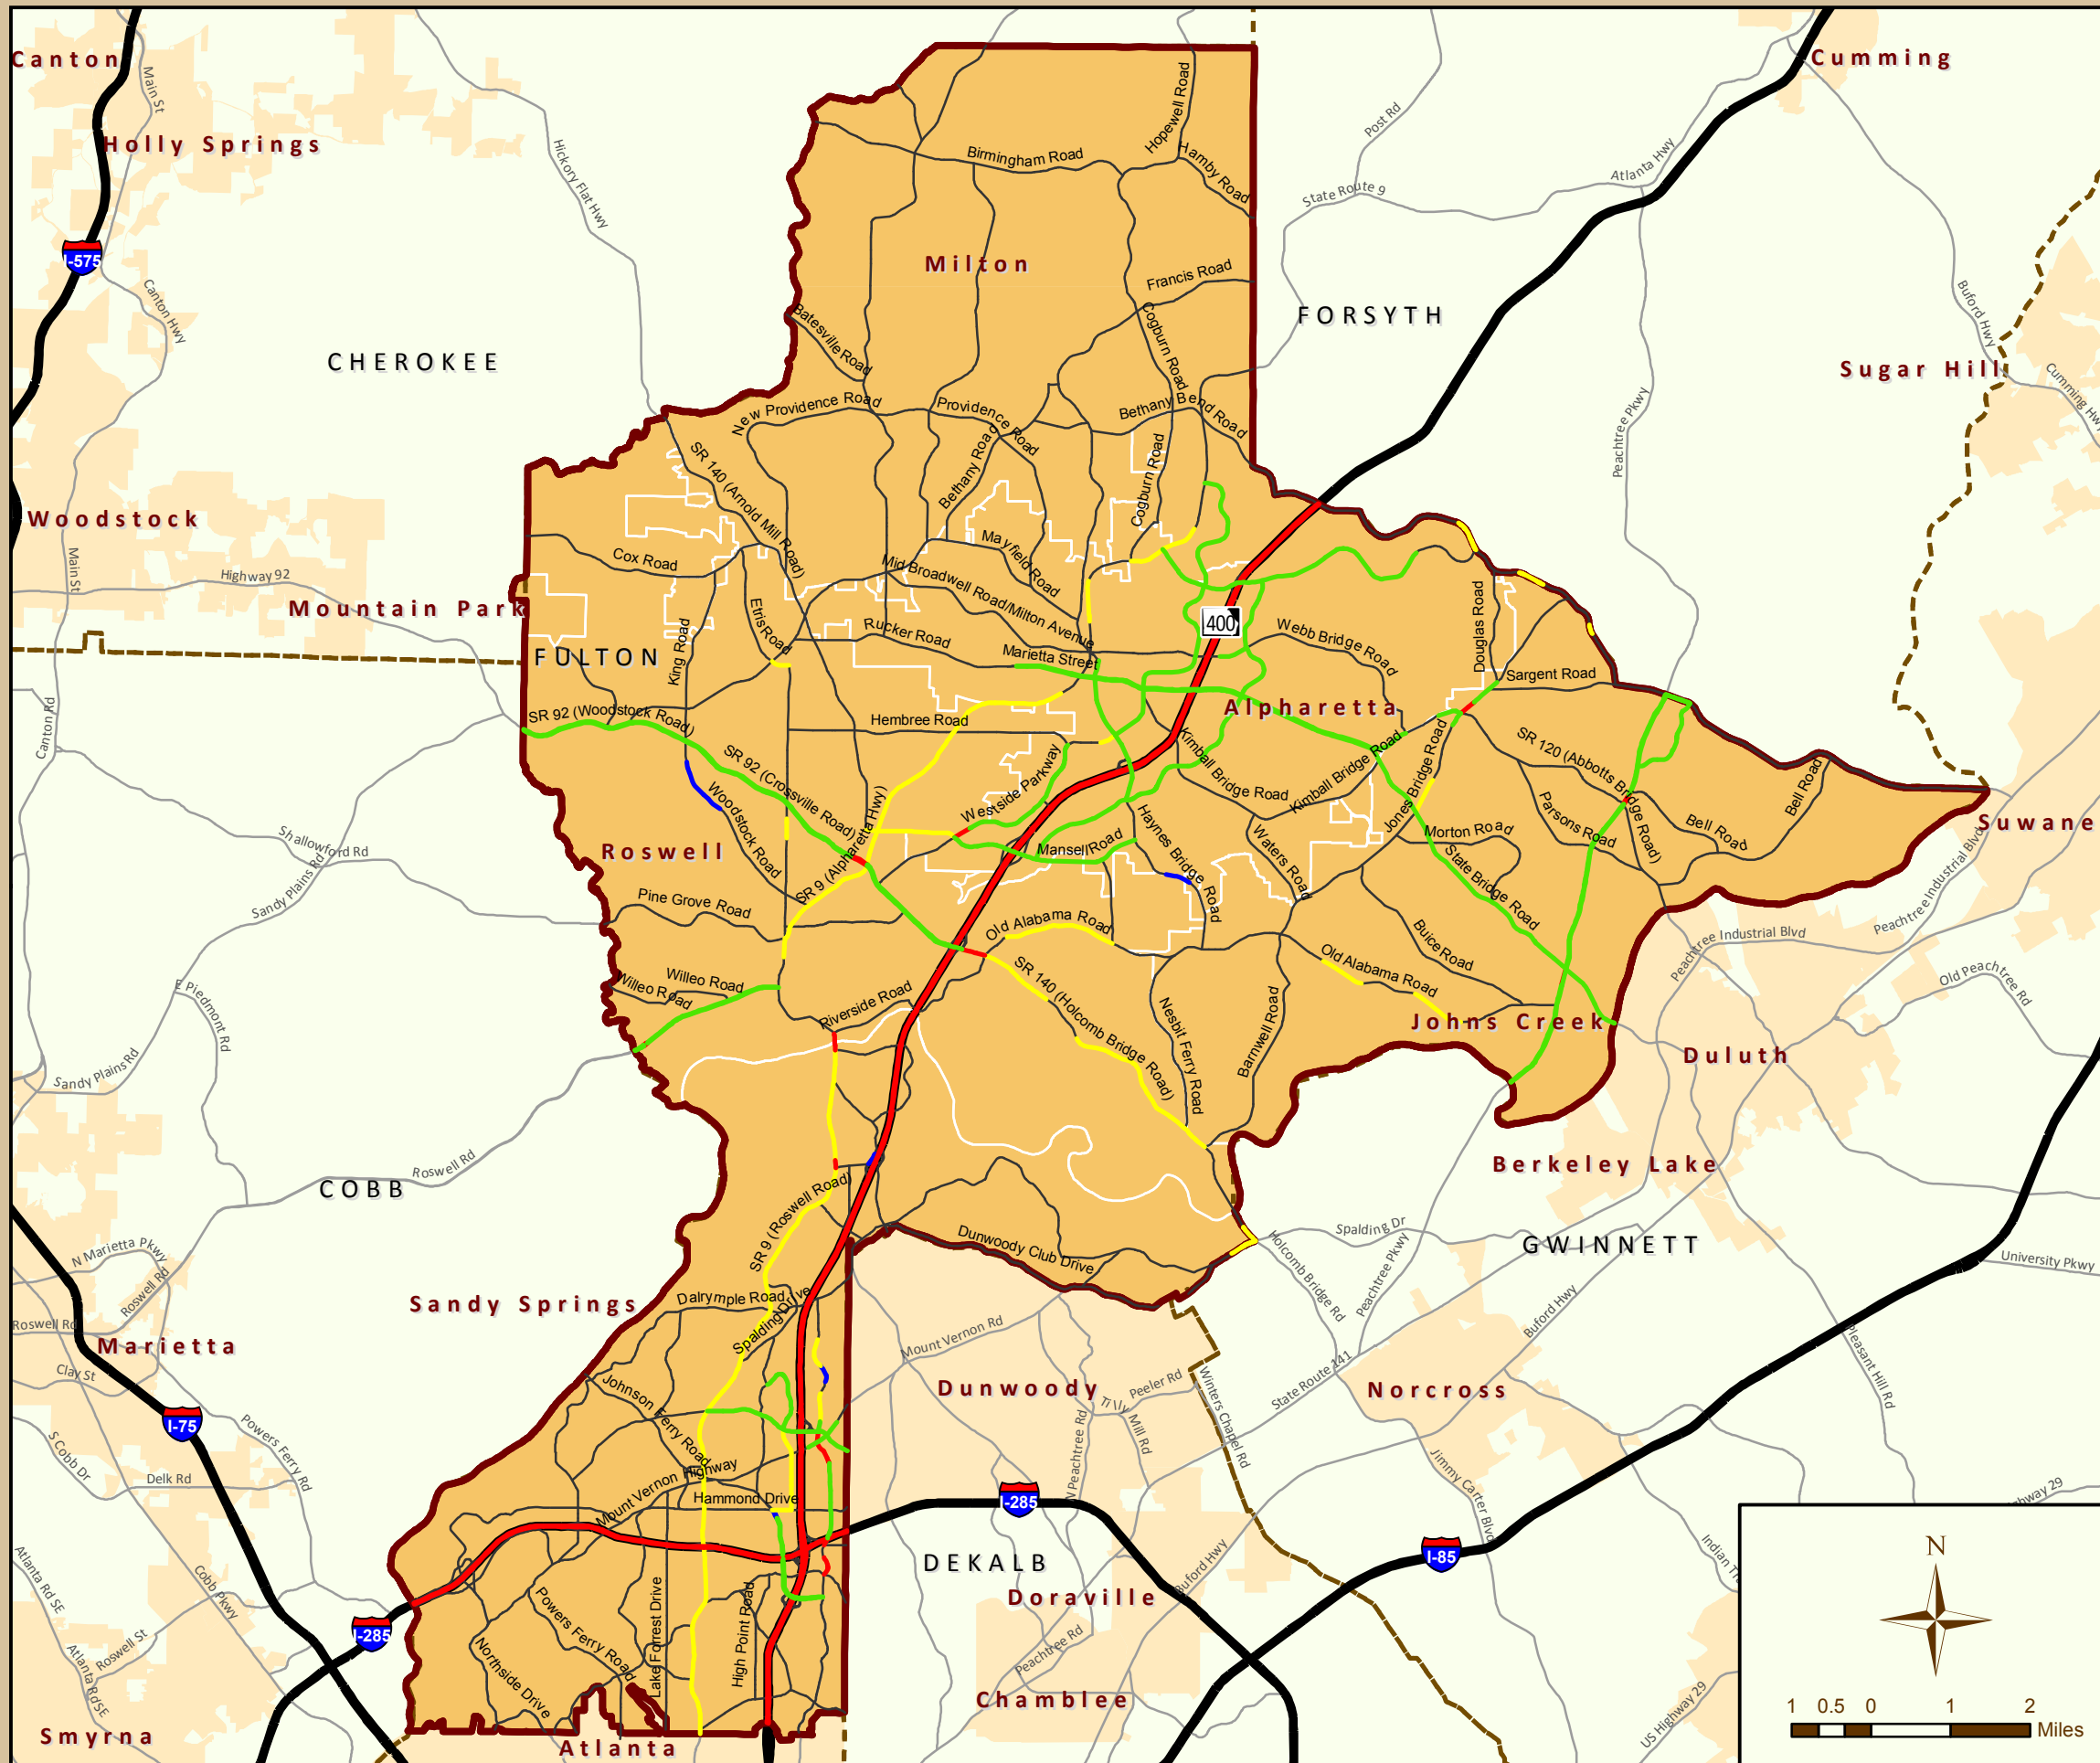 Canton
Main St
Cumming
Hopewell Road
Holly Springs
Hickory Flat Hwy
Birmingham Road
Hamby Road
Post Rd
Atlanta Hwy
State Route 9
I-575
Milton
Francis Road
Canton Hwy
Batesville Road
Cogburn Road
FORSYTH
Buford Hwy
CHEROKEE
Sugar Hill
Cumming Hwy
New Providence Road
Providence Road
Bethany Bend Road
Peachtree Pkwy
SR 140 (Arnold Mill Road)
Bethany Road
Cogburn Road
Woodstock
Main St
Highway 92
Cox Road
Mayfield Road
Mid Broadwell Road/Milton Avenue
Mountain Park
Etris Road
Rucker Road
400
Webb Bridge Road
Douglas Road
FULTON
King Road
Marietta Street
Sargent Road
Canton Rd
SR 92 (Woodstock Road)
Hembree Road
Alpharetta
SR 92 (Crossville Road)
Westside Parkway
Kimball Bridge Road
Kimball Bridge Road
Jones Bridge Road
SR 120 (Abbotts Bridge Road)
Bell Road
Woodstock Road
SR 9 (Alpharetta Hwy)
Haynes Bridge Road
Waters Road
Morton Road
Parsons Road
Bell Road
Suwane
Shallowford Rd
Sandy Plains Rd
Roswell
Mansell Road
State Bridge Road
Peachtree Industrial Blvd
Pine Grove Road
Old Alabama Road
Buice Road
Peachtree Industrial Blvd
Willeo Road
Willeo Road
Riverside Road
SR 140 (Holcomb Bridge Road)
Old Alabama Road
Old Peachtree Rd
E Piedmont Rd
Nesbit Ferry Road
Barnwell Road
Johns Creek
Duluth
Sandy Plains Rd
Roswell Rd
COBB
Berkeley Lake
SR 9 (Roswell Road)
Dunwoody Club Drive
Holcomb Bridge Rd
Spalding Dr
Peachtree Pkwy
GWINNETT
University Pkwy
N Marietta Pkwy
Roswell Rd
Sandy Springs
Dalrymple Road
Spalding Drive
Buford Hwy
Roswell Rd
Marietta
Mount Vernon Rd
Pleasant Hill Rd
Clay St
Johnson Ferry Road
Dunwoody
Peeler Rd
Tilly Mill Rd
Winters Chapel Rd
State Route 141
Norcross
I-75
Powers Ferry Rd
S Cobb Dr
Delk Rd
Mount Vernon Highway
Hammond Drive
N Peachtree Rd
Jimmy Carter Blvd
I-285
I-85
Atlanta Rd SE
Cobb Pkwy
DEKALB
Buford Hwy
Doraville
Powers Ferry Road
Lake Forrest Drive
High Point Road
I-285
Roswell St
Atlanta Rd SE
Northside Drive
Peachtree Rd
Chamblee
US Highway 29
Smyrna
Atlanta
N
1 0.5 0 1 2
Miles